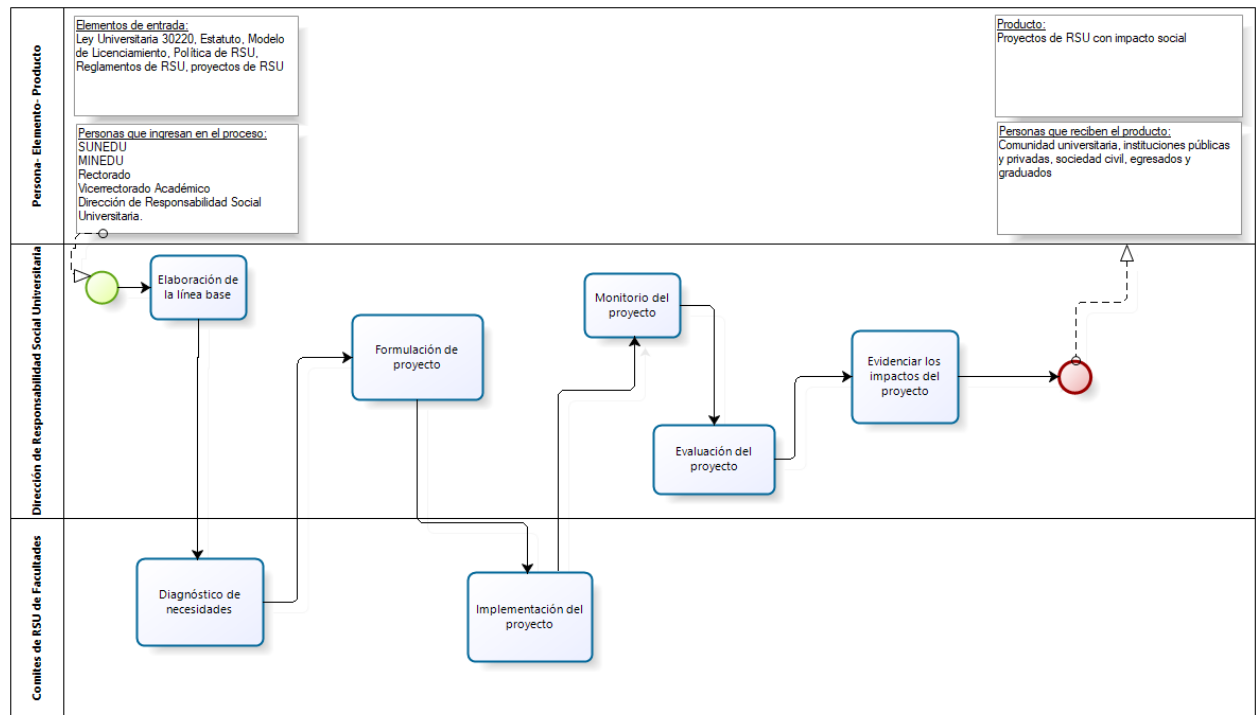 Persona- Elemento- Producto
Elementos de entrada:
Ley Universitaria 30220, Estatuto, Modelo
de Licenciamiento, Política de RSU,
Reglamentos de RSU, proyectos de RSU
Personas que ingresan en el proceso:
SUNEDU
MINEDU
Rectorado
Vicerrectorado Académico
Dirección de Responsabilidad Social
Universitaria.
Producto:
Proyectos de RSU con impacto social
Personas que reciben el producto:
Comunidad universitaria, instituciones públicas
y privadas, sociedad civil, egresados y
graduados
Dirección de Responsabilidad Social Universitaria
Elaboración de
la línea base
Formulación de
proyecto
Monitorio del
proyecto
Evaluación del
proyecto
Evidenciar los
impactos del
proyecto
Comites de RSU de Facultades
Diagnóstico de
necesidades
Implementación del
proyecto